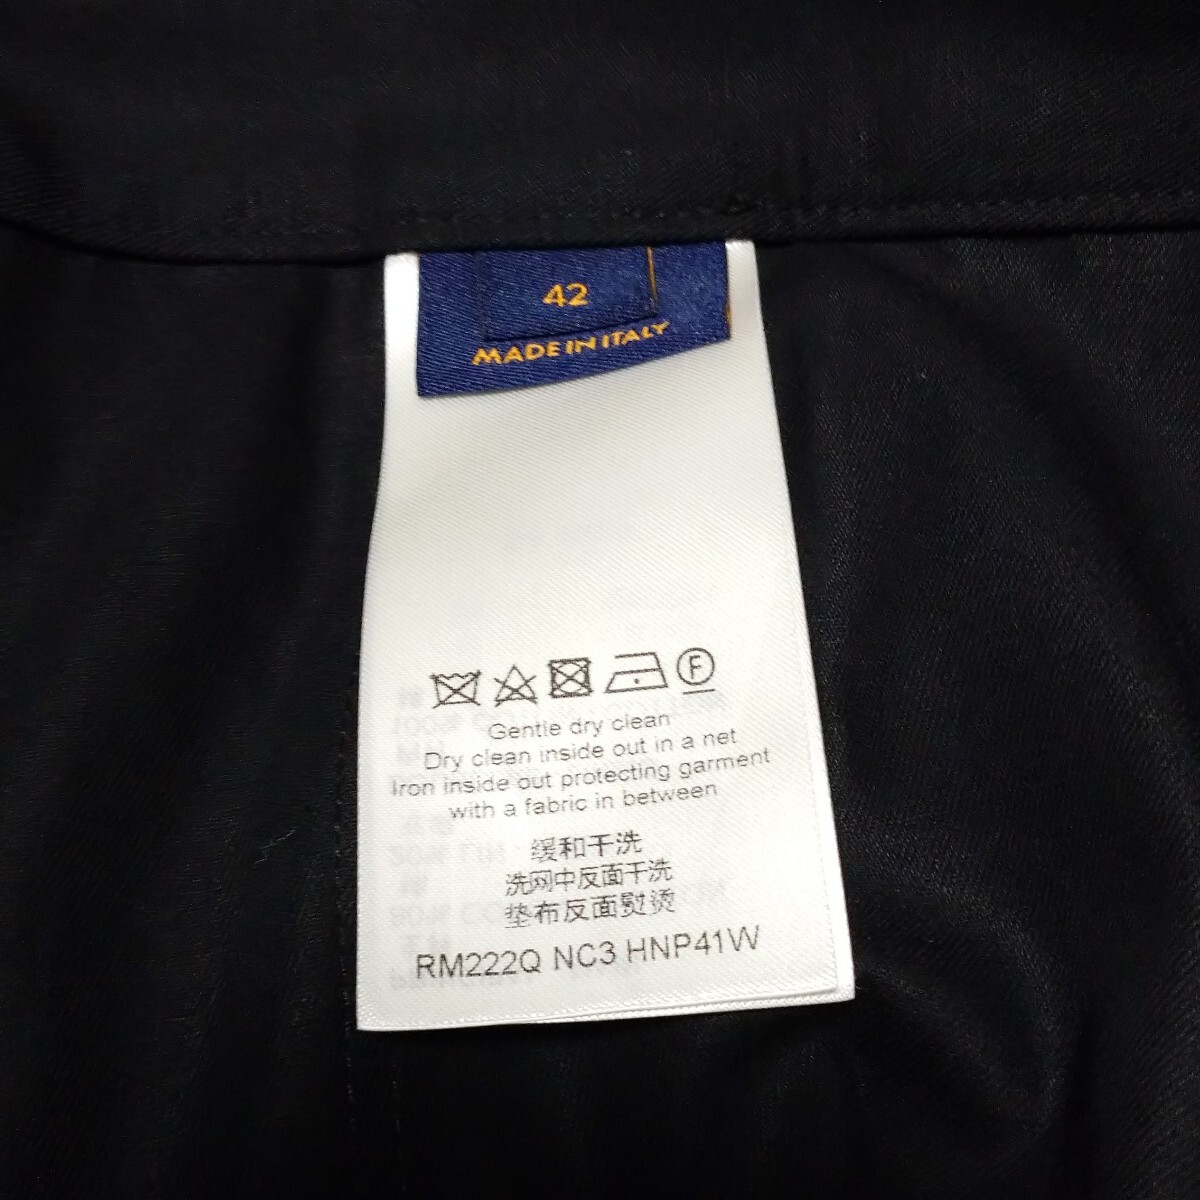 42
MADE IN ITALY
F
Gentle dry clean
Dry clean inside out in a net
Iron inside out protecting garment
with a fabric in between
缓和干洗
洗网中反面干洗
垫布反面熨烫
RM222Q NC3 HNP41W